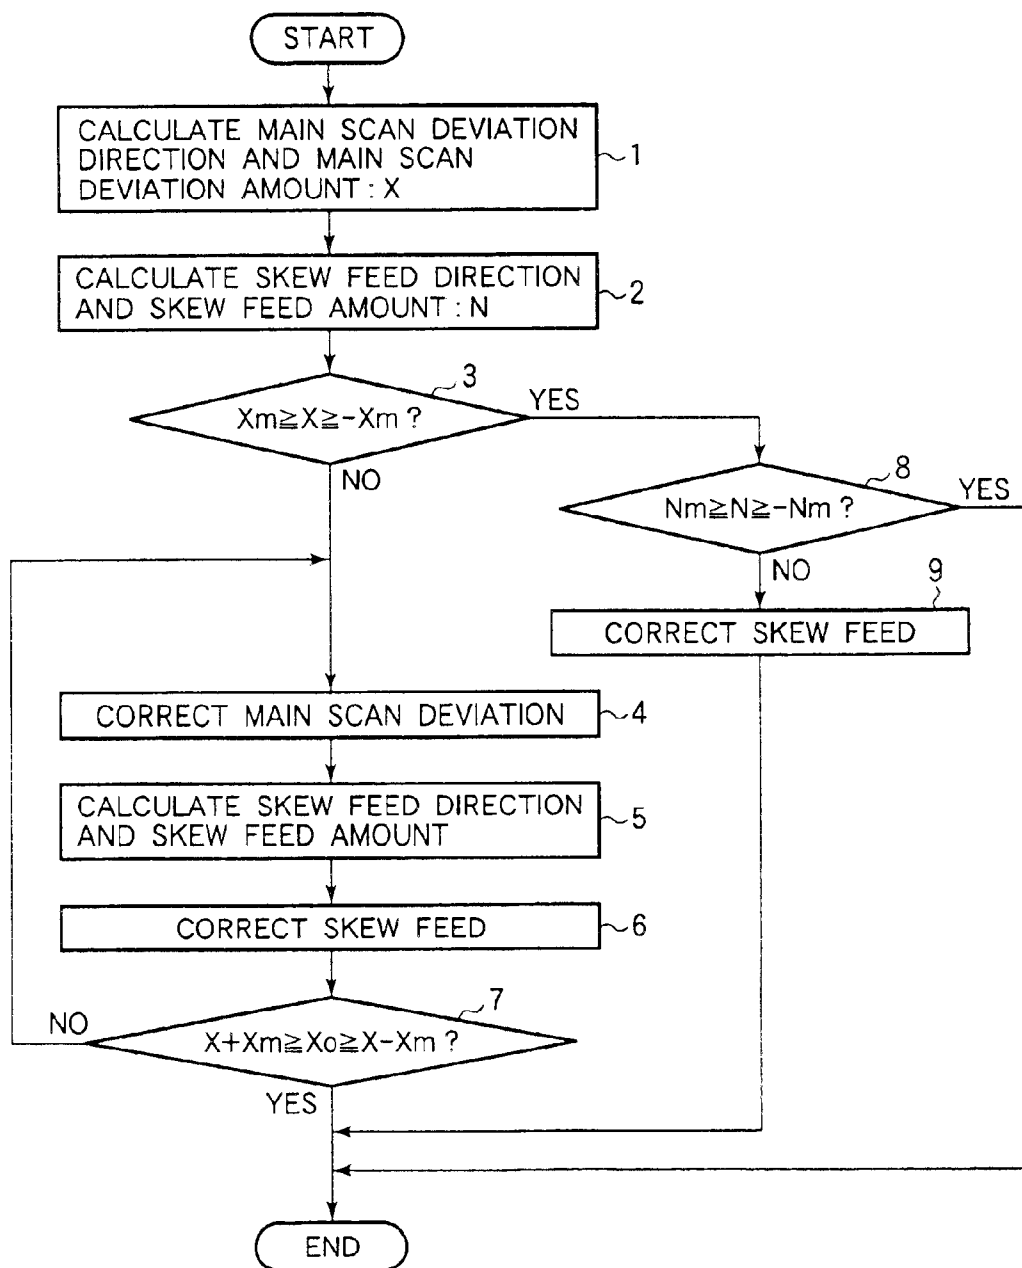 START
CALCULATE MAIN SCAN DEVIATION
DIRECTION AND MAIN SCAN
DEVIATION AMOUNT : X
1
CALCULATE SKEW FEED DIRECTION
AND SKEW FEED AMOUNT : N
2
3
Xm≧X≧-Xm ?
YES
NO
8
Nm≧N≧-Nm ?
YES
NO
9
CORRECT SKEW FEED
CORRECT MAIN SCAN DEVIATION
4
CALCULATE SKEW FEED DIRECTION
AND SKEW FEED AMOUNT
5
CORRECT SKEW FEED
6
7
NO
X+Xm≧Xo≧X-Xm ?
YES
END